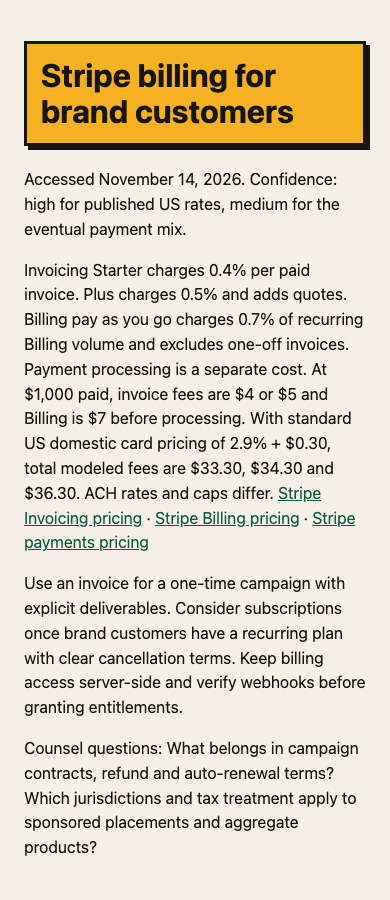 Stripe billing for
brand customers
Accessed November 14, 2026. Confidence:
high for published US rates, medium for the
eventual payment mix.
Invoicing Starter charges 0.4% per paid
invoice. Plus charges 0.5% and adds quotes.
Billing pay as you go charges 0.7% of recurring
Billing volume and excludes one-off invoices.
Payment processing is a separate cost. At
$1,000 paid, invoice fees are $4 or $5 and
Billing is $7 before processing. With standard
US domestic card pricing of 2.9% + $0.30,
total modeled fees are $33.30, $34.30 and
$36.30. ACH rates and caps differ. Stripe
Invoicing pricing · Stripe Billing pricing · Stripe
payments pricing
Use an invoice for a one-time campaign with
explicit deliverables. Consider subscriptions
once brand customers have a recurring plan
with clear cancellation terms. Keep billing
access server-side and verify webhooks before
granting entitlements.
Counsel questions: What belongs in campaign
contracts, refund and auto-renewal terms?
Which jurisdictions and tax treatment apply to
sponsored placements and aggregate
products?